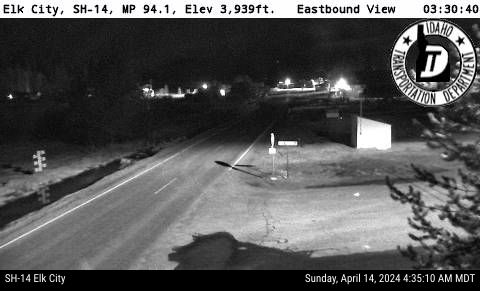 Elk City, SH-14, MP 94.1, Elev 3,939ft. Eastbound View 03:30:40
IDAHO
TRANSPORTATION DEPARTMENT
SH-14 Elk City Sunday, April 14, 2024 4:35:10 AM MDT